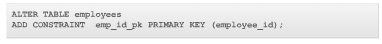 ALTER TABLE employees
ADD CONSTRAINT  emp_id_pk PRIMARY KEY (employee_id);